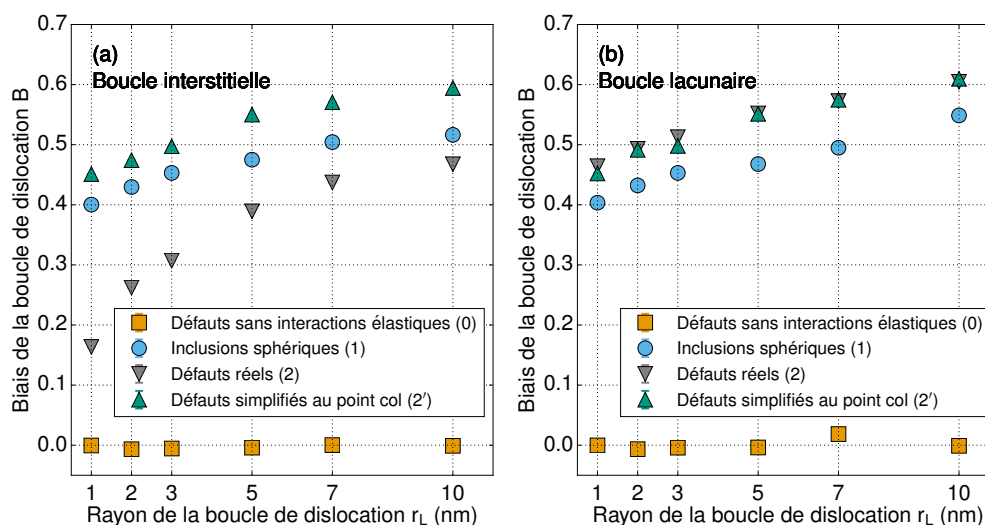 0.7
0.6
0.5
0.4
0.3
0.2
0.1
0.0
Biais de la boucle de dislocation B
(a)
Boucle interstitielle
Défauts sans interactions élastiques (0)
Inclusions sphériques (1)
Défauts réels (2)
Défauts simplifiés au point col (2′)
1 2 3 5 7 10
Rayon de la boucle de dislocation r_L (nm)
0.7
0.6
0.5
0.4
0.3
0.2
0.1
0.0
Biais de la boucle de dislocation B
(b)
Boucle lacunaire
Défauts sans interactions élastiques (0)
Inclusions sphériques (1)
Défauts réels (2)
Défauts simplifiés au point col (2′)
1 2 3 5 7 10
Rayon de la boucle de dislocation r_L (nm)